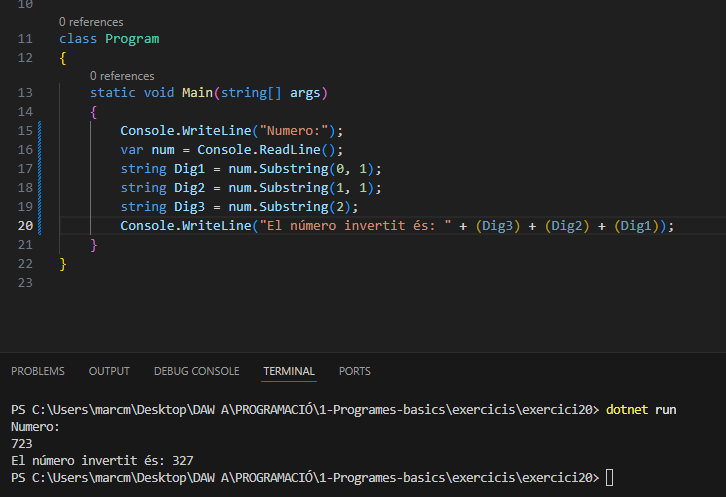 10
0 references
11 class Program
12 {
0 references
13 static void Main(string[] args)
14 {
15 Console.WriteLine("Numero:");
16 var num = Console.ReadLine();
17 string Dig1 = num.Substring(0, 1);
18 string Dig2 = num.Substring(1, 1);
19 string Dig3 = num.Substring(2);
20 Console.WriteLine("El número invertit és: " + (Dig3) + (Dig2) + (Dig1));
21 }
22 }
23
PROBLEMS OUTPUT DEBUG CONSOLE TERMINAL PORTS
PS C:\Users\marcm\Desktop\DAW A\PROGRAMACIÓ\1-Programes-basics\exercicis\exercici20> dotnet run
Numero:
723
El número invertit és: 327
PS C:\Users\marcm\Desktop\DAW A\PROGRAMACIÓ\1-Programes-basics\exercicis\exercici20>